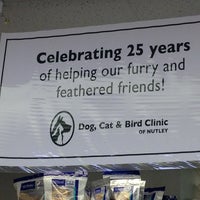 Celebrating 25 years
of helping our furry and
feathered friends!
Dog, Cat & Bird Clinic
OF NUTLEY